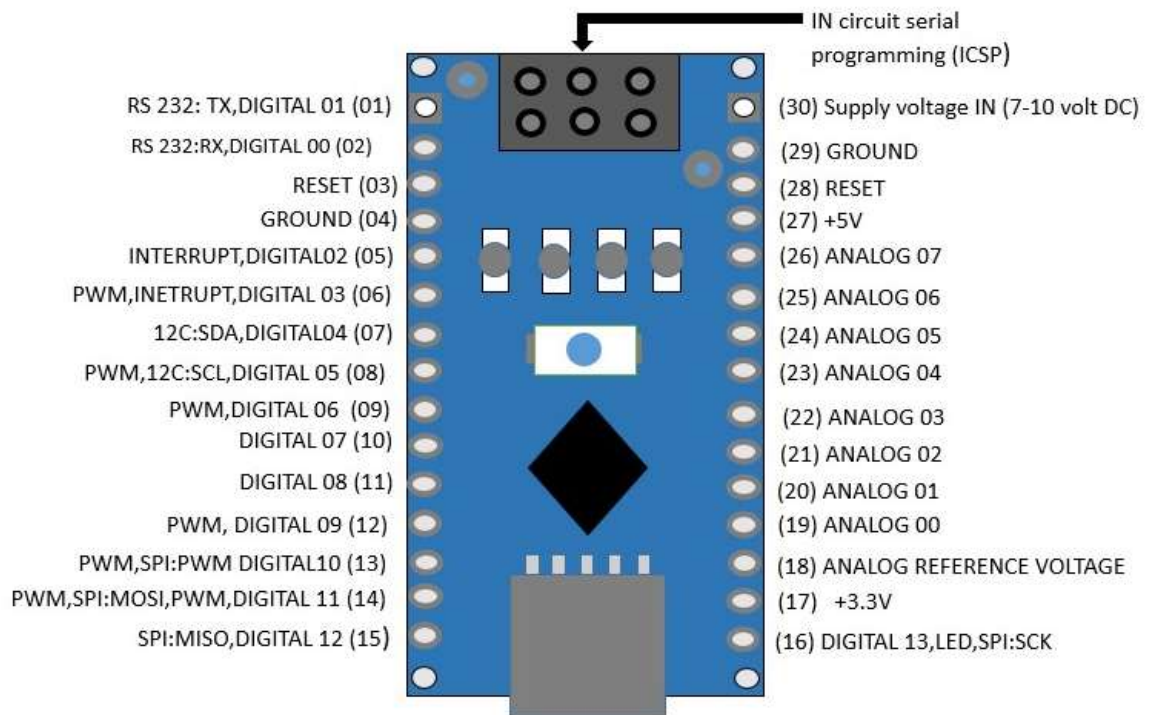 IN circuit serial
programming (ICSP)
RS 232: TX,DIGITAL 01 (01)
RS 232:RX,DIGITAL 00 (02)
RESET (03)
GROUND (04)
INTERRUPT,DIGITAL02 (05)
PWM,INETRUPT,DIGITAL 03 (06)
12C:SDA,DIGITAL04 (07)
PWM,12C:SCL,DIGITAL 05 (08)
PWM,DIGITAL 06 (09)
DIGITAL 07 (10)
DIGITAL 08 (11)
PWM, DIGITAL 09 (12)
PWM,SPI:PWM DIGITAL10 (13)
PWM,SPI:MOSI,PWM,DIGITAL 11 (14)
SPI:MISO,DIGITAL 12 (15)
(30) Supply voltage IN (7-10 volt DC)
(29) GROUND
(28) RESET
(27) +5V
(26) ANALOG 07
(25) ANALOG 06
(24) ANALOG 05
(23) ANALOG 04
(22) ANALOG 03
(21) ANALOG 02
(20) ANALOG 01
(19) ANALOG 00
(18) ANALOG REFERENCE VOLTAGE
(17) +3.3V
(16) DIGITAL 13,LED,SPI:SCK